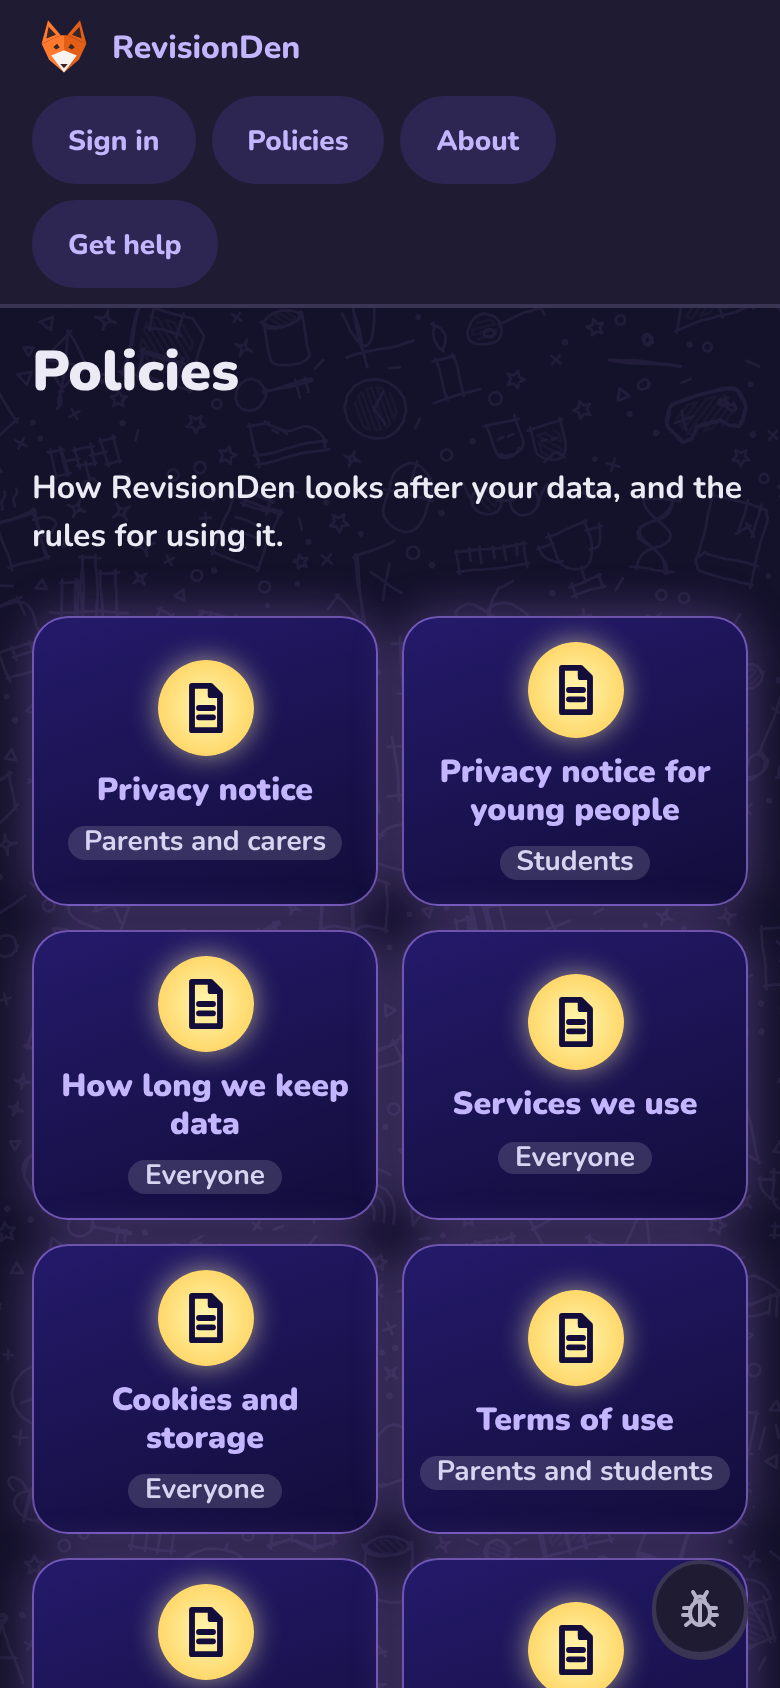 RevisionDen
Sign in
Policies
About
Get help
Policies
How RevisionDen looks after your data, and the
rules for using it.
Privacy notice
Parents and carers
Privacy notice for
young people
Students
How long we keep
data
Everyone
Services we use
Everyone
Cookies and
storage
Everyone
Terms of use
Parents and students